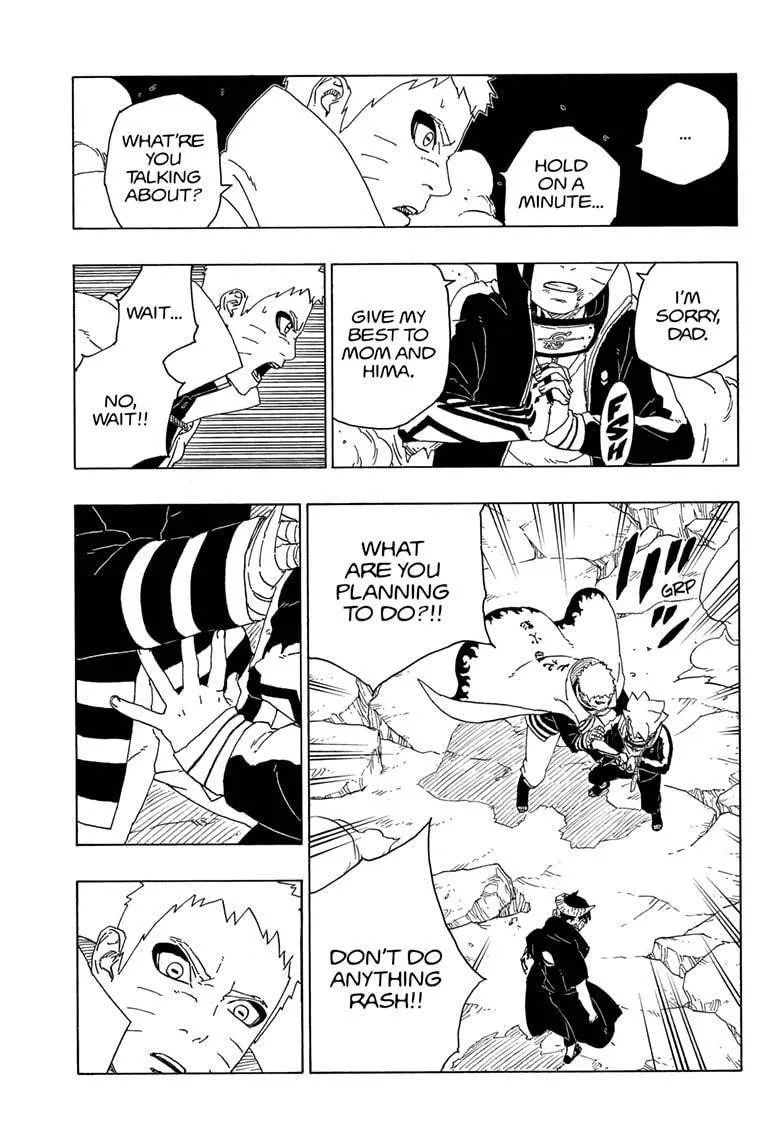 ...
HOLD
ON A
MINUTE...
WHAT'RE
YOU
TALKING
ABOUT?
I'M
SORRY,
DAD.
FSH
GIVE MY
BEST TO
MOM AND
HIMA.
WAIT...
NO,
WAIT!!
GRP
WHAT
ARE YOU
PLANNING
TO DO?!!
DON'T DO
ANYTHING
RASH!!